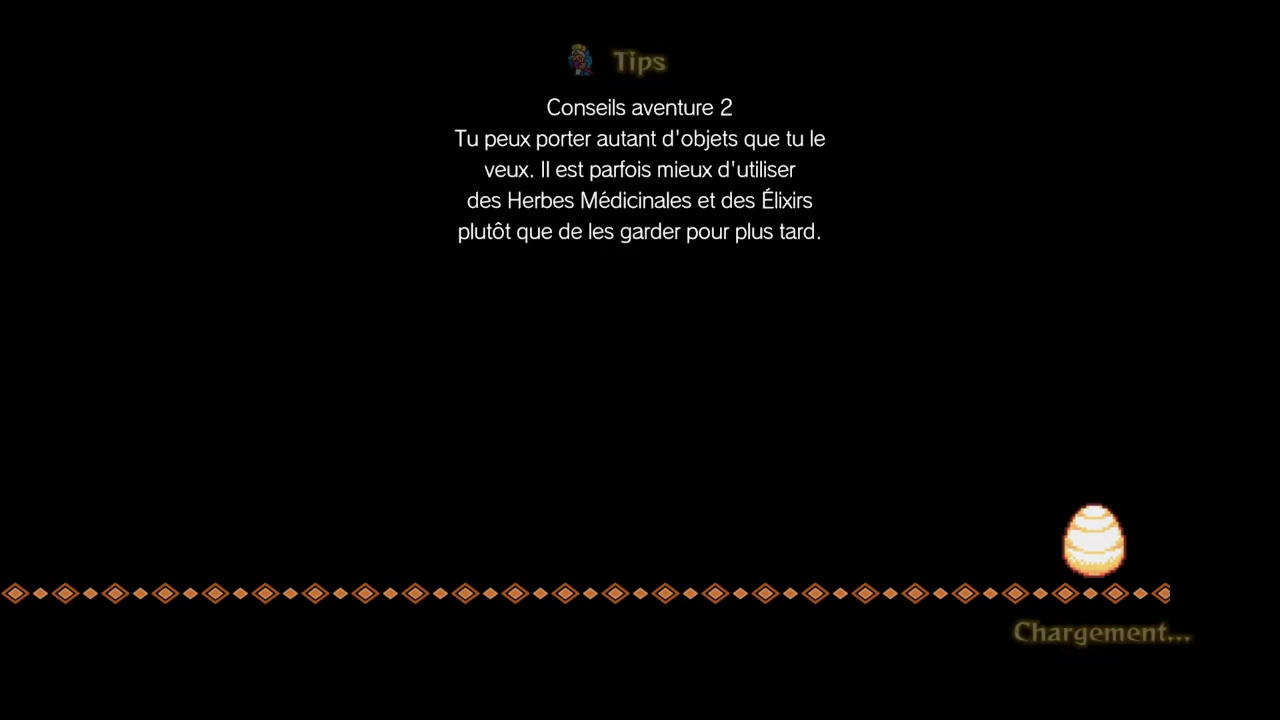 Tips
Conseils aventure 2
Tu peux porter autant d'objets que tu le
veux. Il est parfois mieux d'utiliser
des Herbes Médicinales et des Élixirs
plutôt que de les garder pour plus tard.
Chargement...